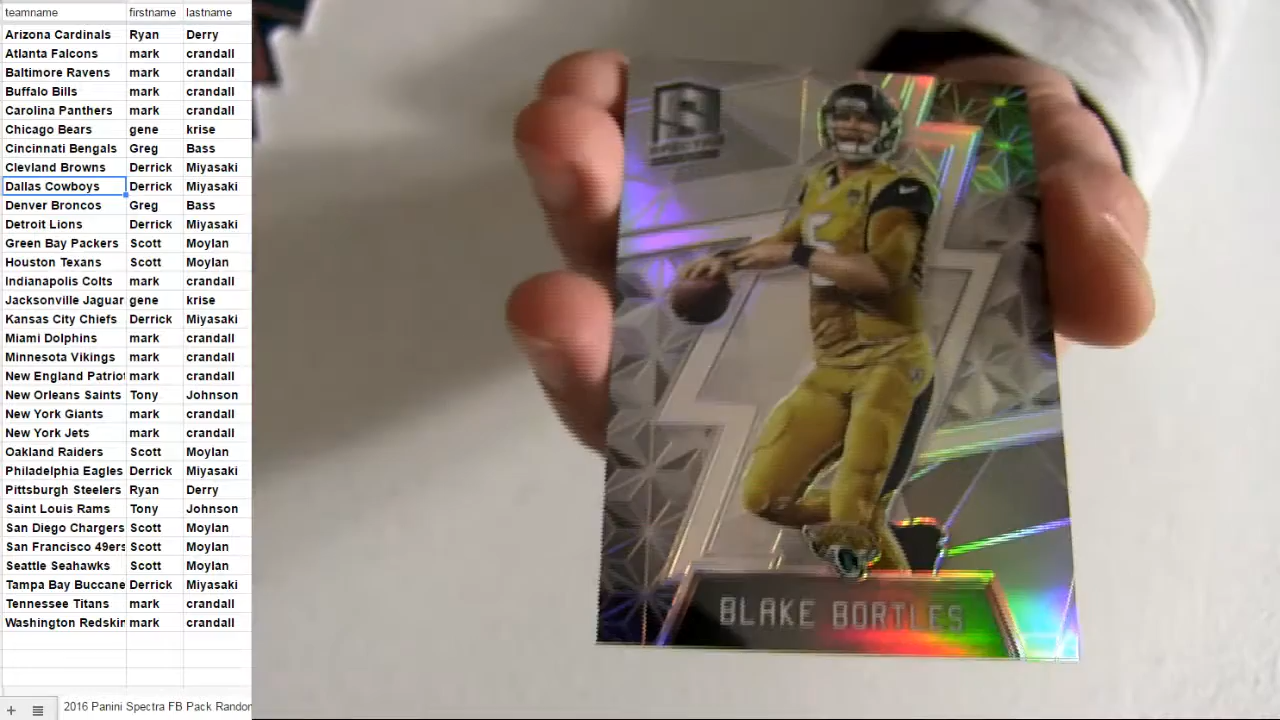 teamname firstname lastname
Arizona Cardinals Ryan Derry
Atlanta Falcons mark crandall
Baltimore Ravens mark crandall
Buffalo Bills mark crandall
Carolina Panthers mark crandall
Chicago Bears gene krise
Cincinnati Bengals Greg Bass
Clevland Browns Derrick Miyasaki
Dallas Cowboys Derrick Miyasaki
Denver Broncos Greg Bass
Detroit Lions Derrick Miyasaki
Green Bay Packers Scott Moylan
Houston Texans Scott Moylan
Indianapolis Colts mark crandall
Jacksonville Jaguar gene krise
Kansas City Chiefs Derrick Miyasaki
Miami Dolphins mark crandall
Minnesota Vikings mark crandall
New England Patriot mark crandall
New Orleans Saints Tony Johnson
New York Giants mark crandall
New York Jets mark crandall
Oakland Raiders Scott Moylan
Philadelphia Eagles Derrick Miyasaki
Pittsburgh Steelers Ryan Derry
Saint Louis Rams Tony Johnson
San Diego Chargers Scott Moylan
San Francisco 49ers Scott Moylan
Seattle Seahawks Scott Moylan
Tampa Bay Buccane Derrick Miyasaki
Tennessee Titans mark crandall
Washington Redskin mark crandall
2016 Panini Spectra FB Pack Randor
S
5
BLAKE BORTLES